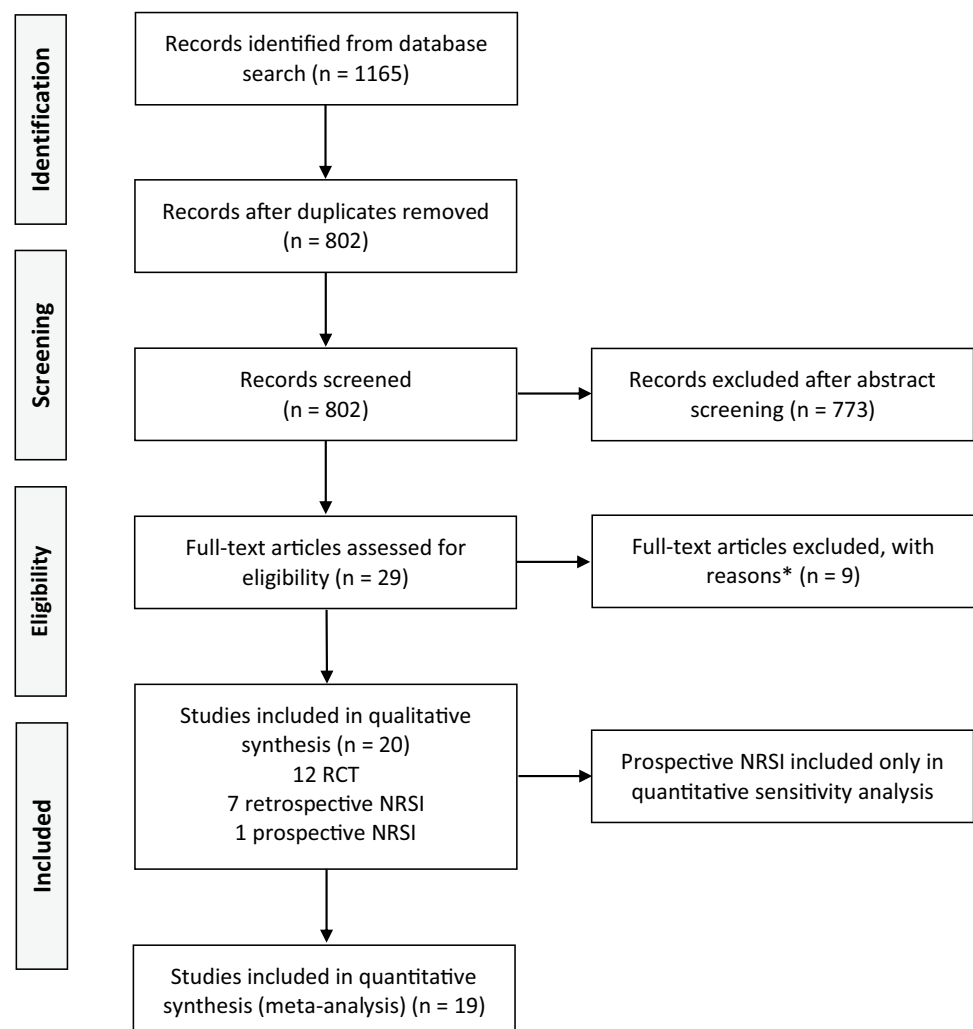 Identification
Records identified from database
search (n = 1165)
Records after duplicates removed
(n = 802)
Screening
Records screened
(n = 802)
Records excluded after abstract
screening (n = 773)
Eligibility
Full-text articles assessed for
eligibility (n = 29)
Full-text articles excluded, with
reasons* (n = 9)
Included
Studies included in qualitative
synthesis (n = 20)
12 RCT
7 retrospective NRSI
1 prospective NRSI
Prospective NRSI included only in
quantitative sensitivity analysis
Studies included in quantitative
synthesis (meta-analysis) (n = 19)